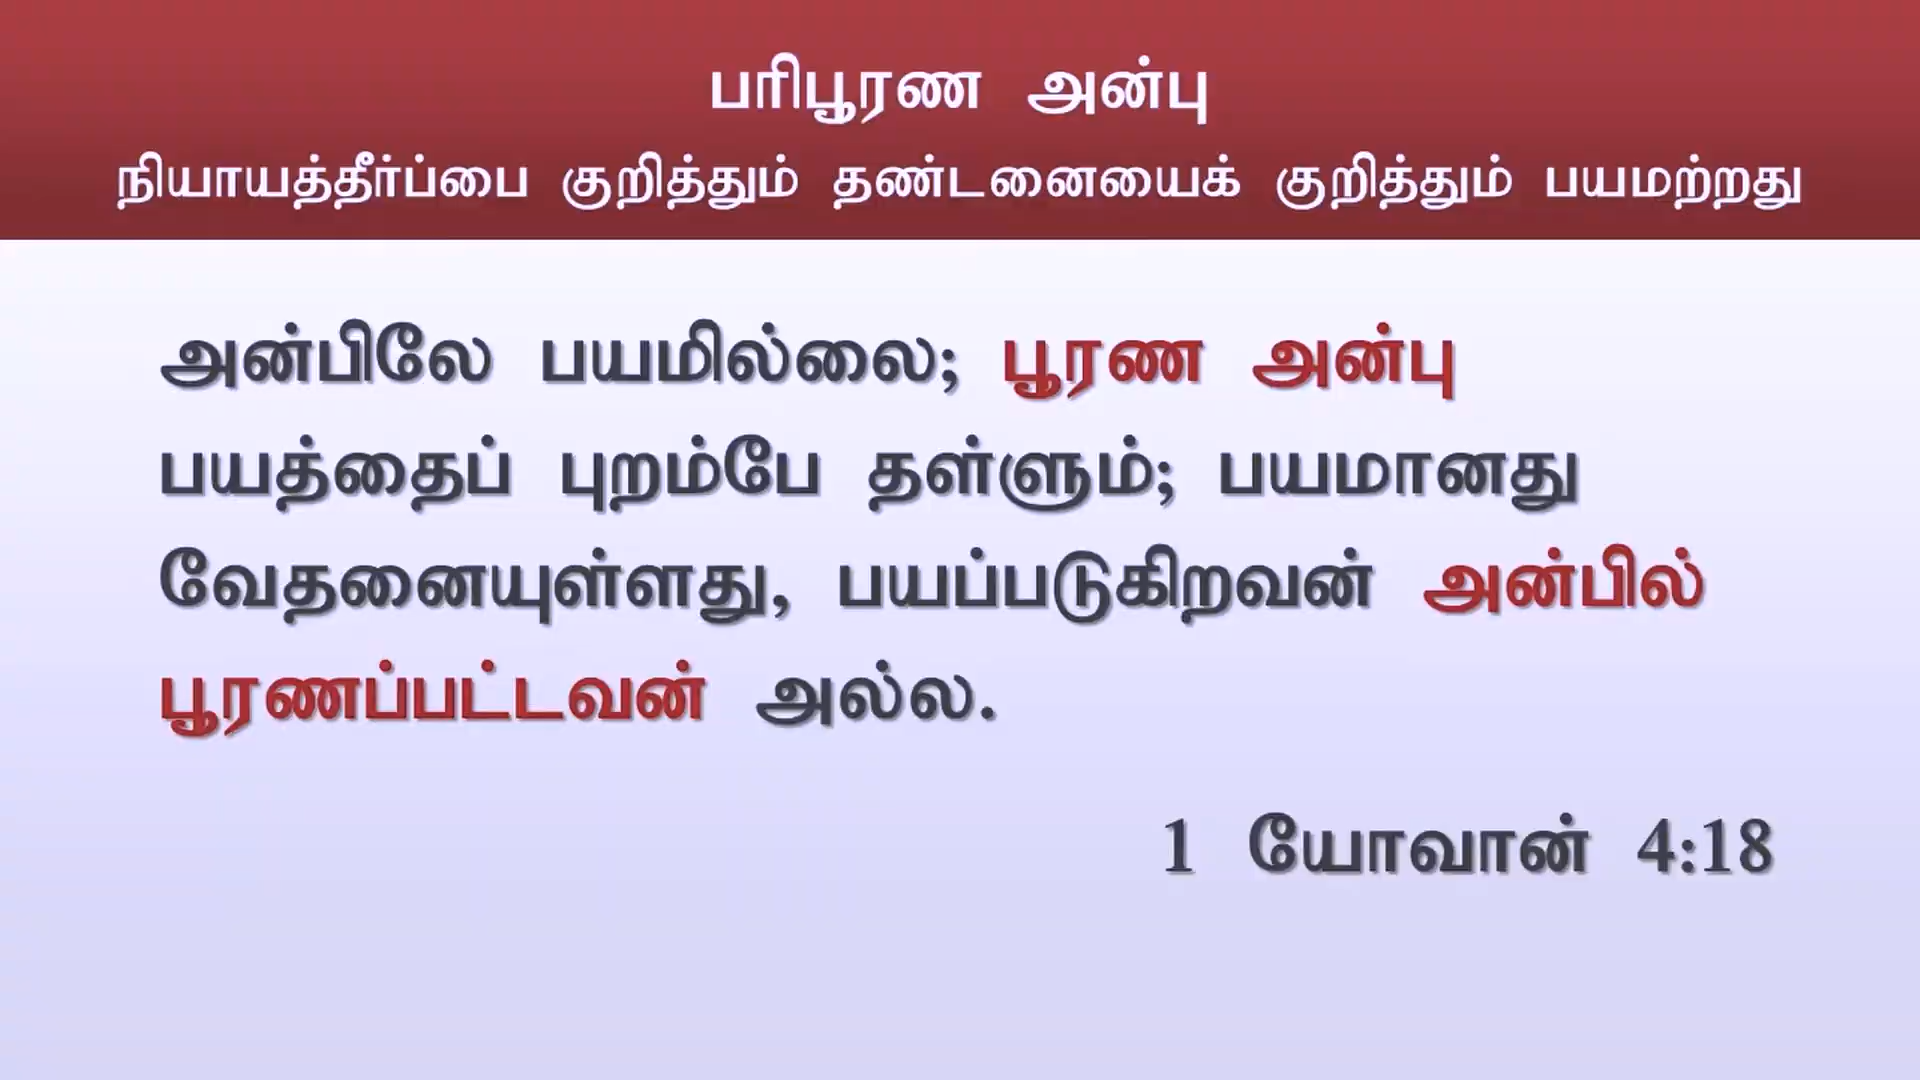 பரிபூரண அன்பு
நியாயத்தீர்ப்பை குறித்தும் தண்டனையைக் குறித்தும் பயமற்றது
அன்பிலே பயமில்லை; பூரண அன்பு
பயத்தைப் புறம்பே தள்ளும்; பயமானது
வேதனையுள்ளது, பயப்படுகிறவன் அன்பில்
பூரணப்பட்டவன் அல்ல.
1 யோவான் 4:18